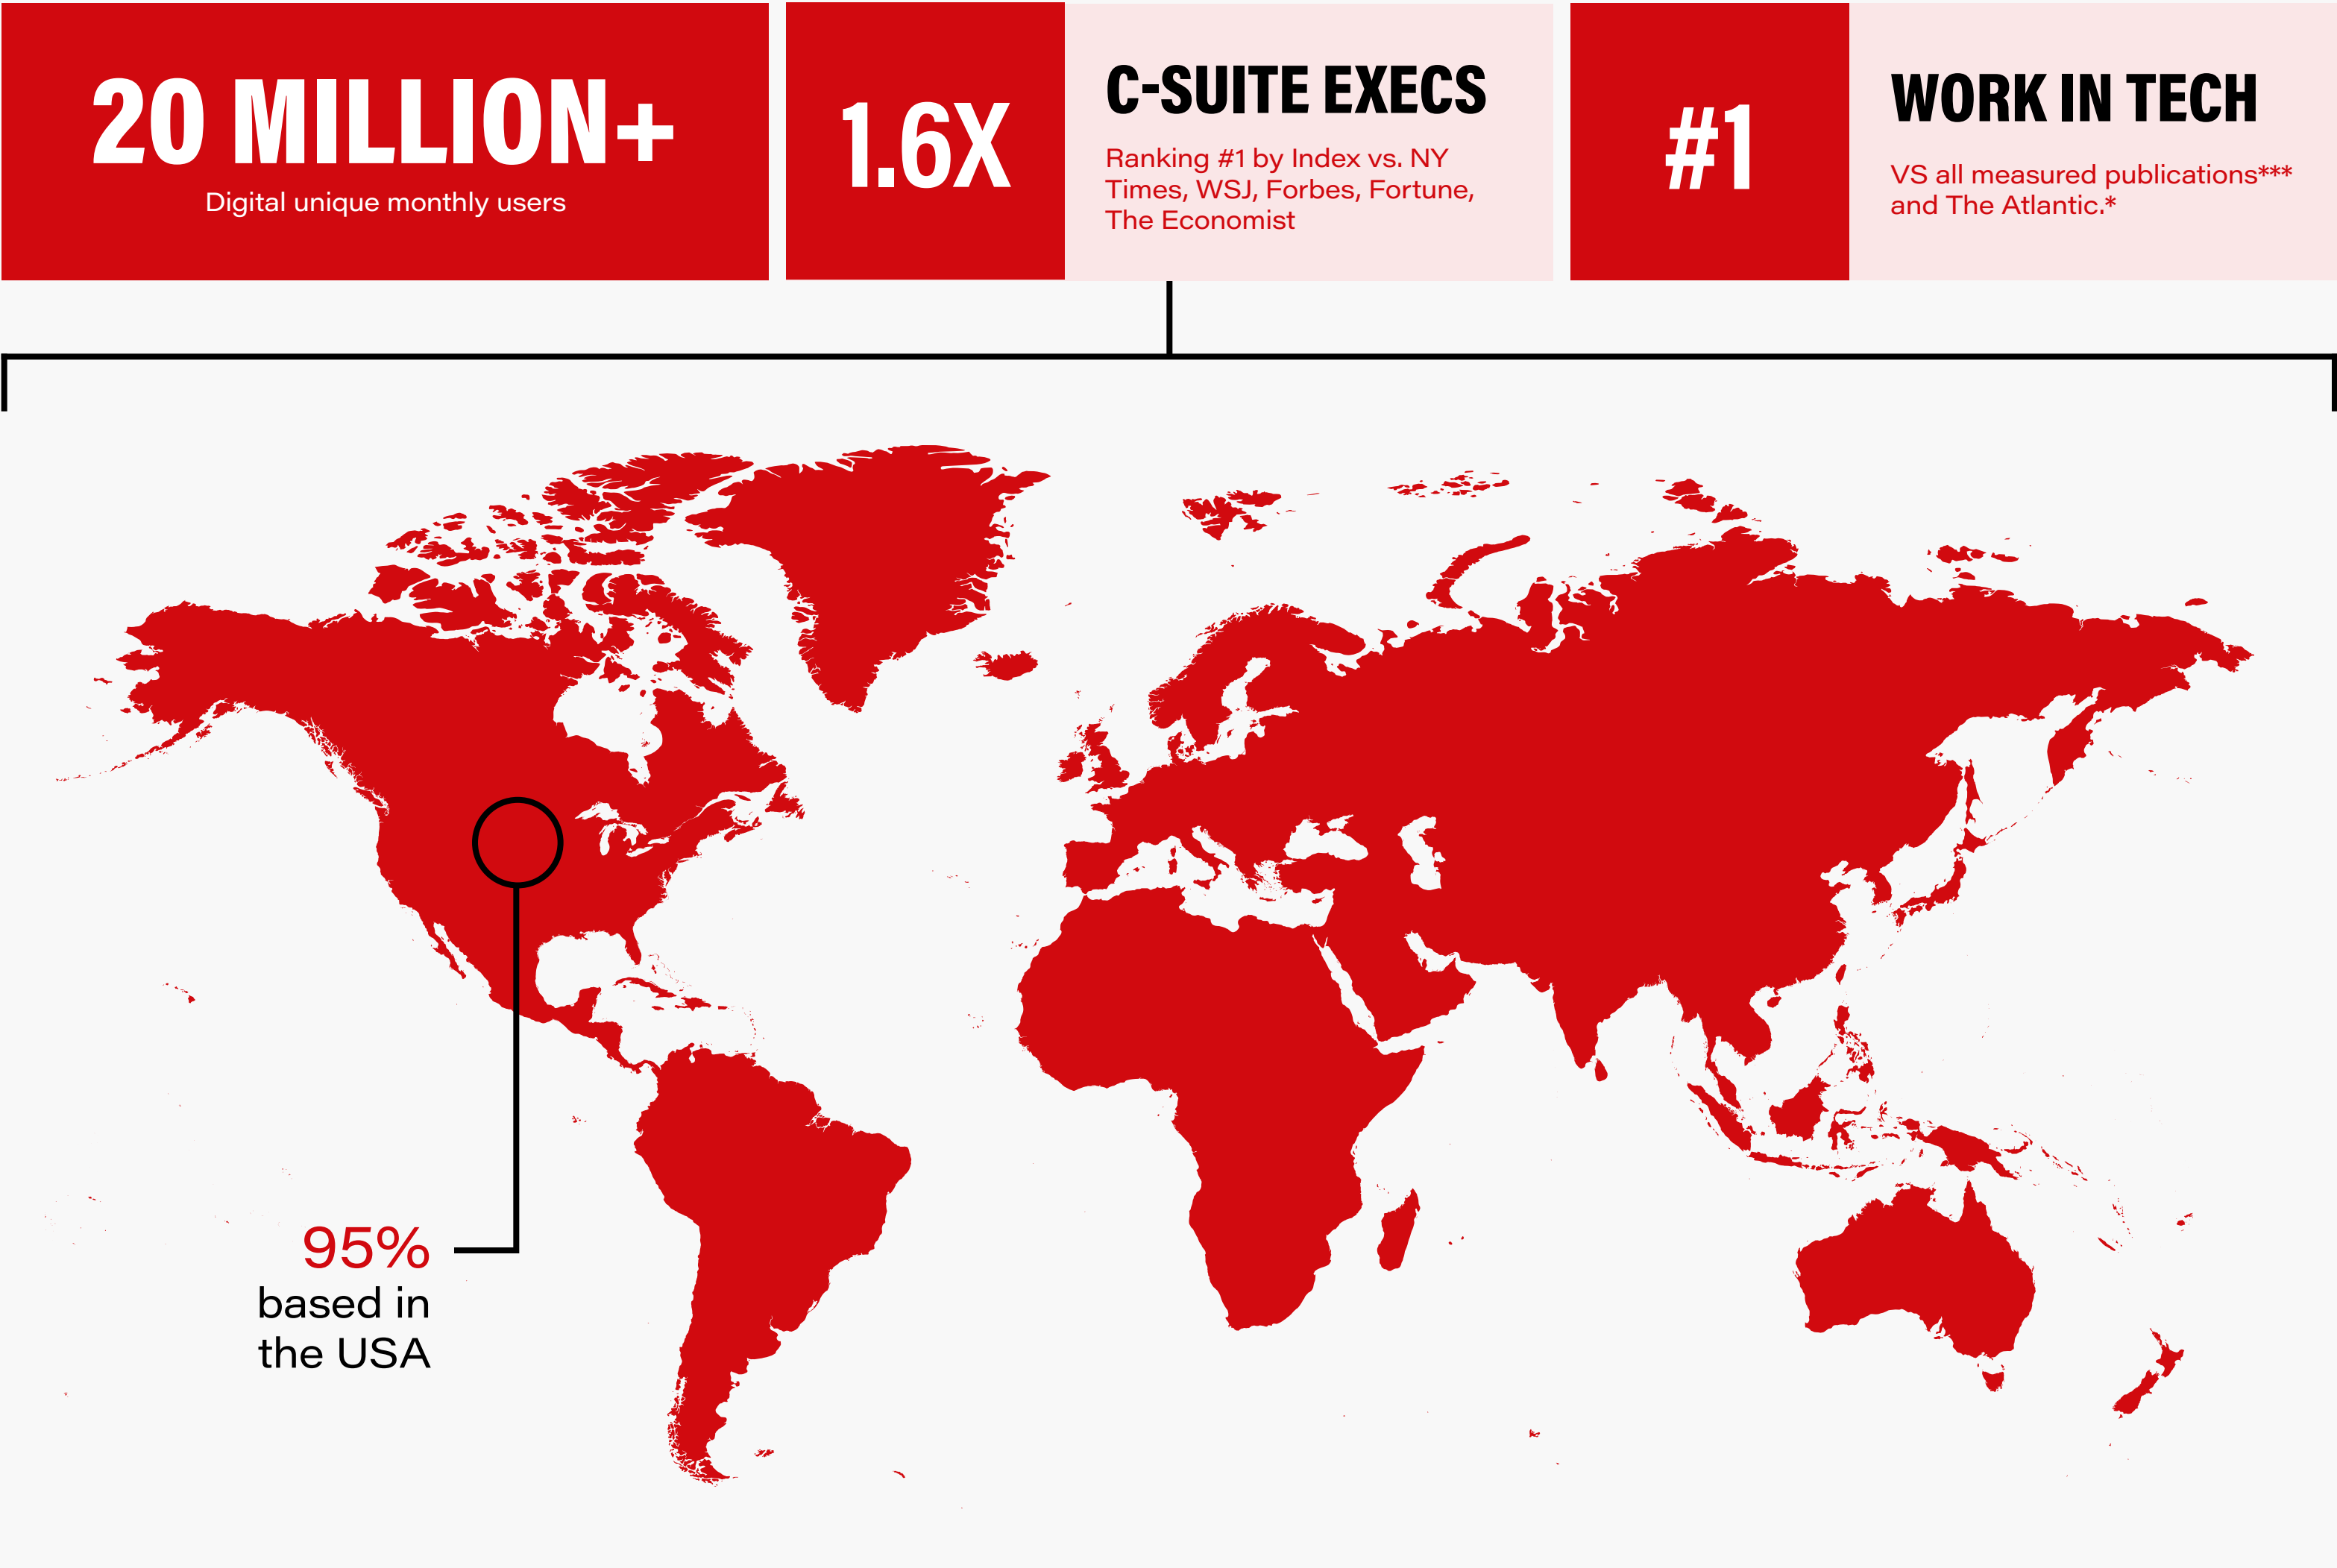 20 MILLION+
Digital unique monthly users
1.6X
C-SUITE EXECS
Ranking #1 by Index vs. NY
Times, WSJ, Forbes, Fortune,
The Economist
#1
WORK IN TECH
VS all measured publications***
and The Atlantic.*
95%
based in
the USA